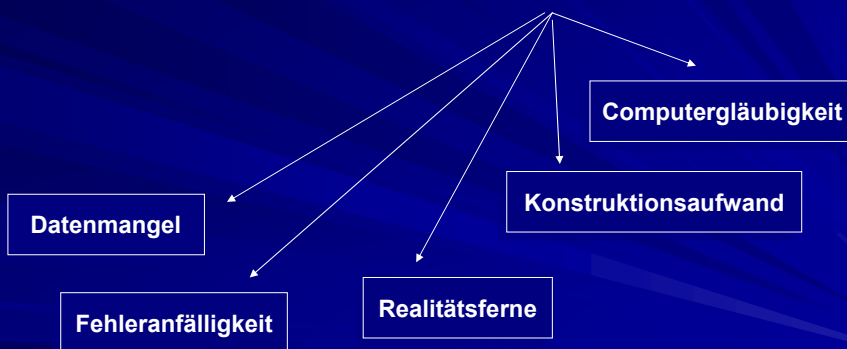 Computergläubigkeit
Konstruktionsaufwand
Datenmangel
Realitätsferne
Fehleranfälligkeit